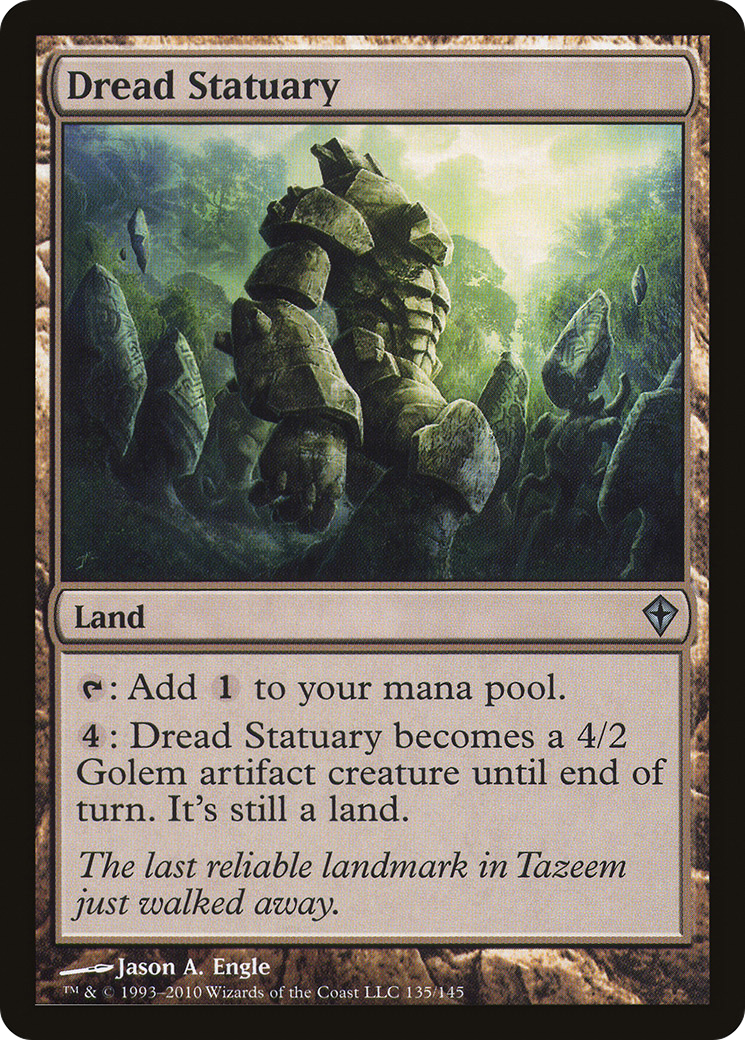 Dread Statuary
Land
: Add 1 to your mana pool.
4: Dread Statuary becomes a 4/2
Golem artifact creature until end of
turn. It's still a land.
The last reliable landmark in Tazeem
just walked away.
Jason A. Engle
™ & © 1993–2010 Wizards of the Coast LLC 135/145